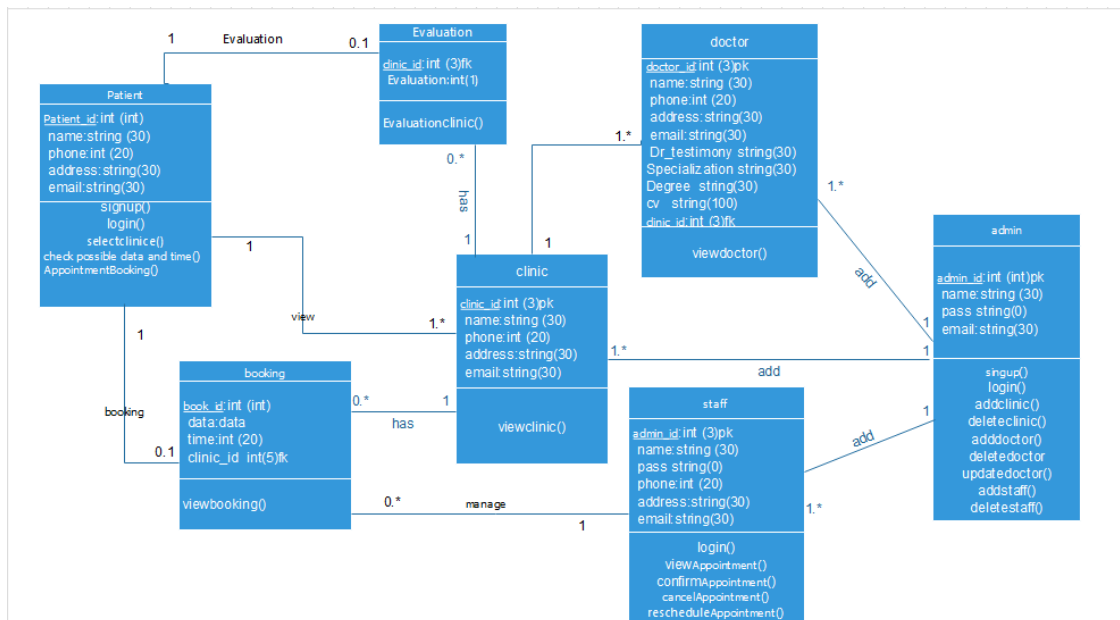 1
Evaluation
0.1
Evaluation
clinic_id:int (3)fk
Evaluation:int(1)
Evaluationclinic()
doctor
doctor_id:int (3)pk
name:string (30)
phone:int (20)
address:string(30)
email:string(30)
Dr_testimony string(30)
Specialization string(30)
Degree string(30)
cv string(100)
clinic_id:int (3)fk
viewdoctor()
Patient
Patient_id:int (int)
name:string (30)
phone:int (20)
address:string(30)
email:string(30)
signup()
login()
selectclinice()
check possible data and time()
AppointmentBooking()
1.*
0.*
has
1
1
1.*
add
1
admin
admin_id:int (int)pk
name:string (30)
pass string(0)
email:string(30)
singup()
login()
addclinic()
deleteclinic()
adddoctor()
deletedoctor
updatedoctor()
addstaff()
deletestaff()
1
view
1.*
clinic
clinic_id:int (3)pk
name:string (30)
phone:int (20)
address:string(30)
email:string(30)
viewclinic()
1.*
add
1
1
booking
0.1
booking
book_id:int (int)
data:data
time:int (20)
clinic_id int(5)fk
viewbooking()
0.*
has
1
0.*
manage
1
staff
admin_id:int (3)pk
name:string (30)
pass string(0)
phone:int (20)
address:string(30)
email:string(30)
login()
viewAppointment()
confirmAppointment()
cancelAppointment()
rescheduleAppointment()
1
add
1.*